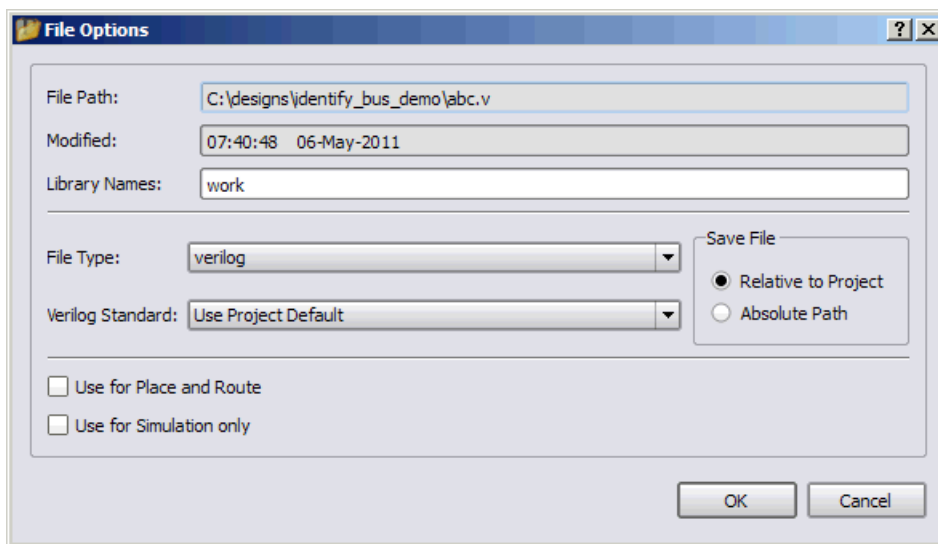 File Options
File Path: C:\designs\identify_bus_demo\abc.v
Modified: 07:40:48 06-May-2011
Library Names: work
Save File
File Type: verilog
Relative to Project
Verilog Standard: Use Project Default
Absolute Path
Use for Place and Route
Use for Simulation only
OK Cancel